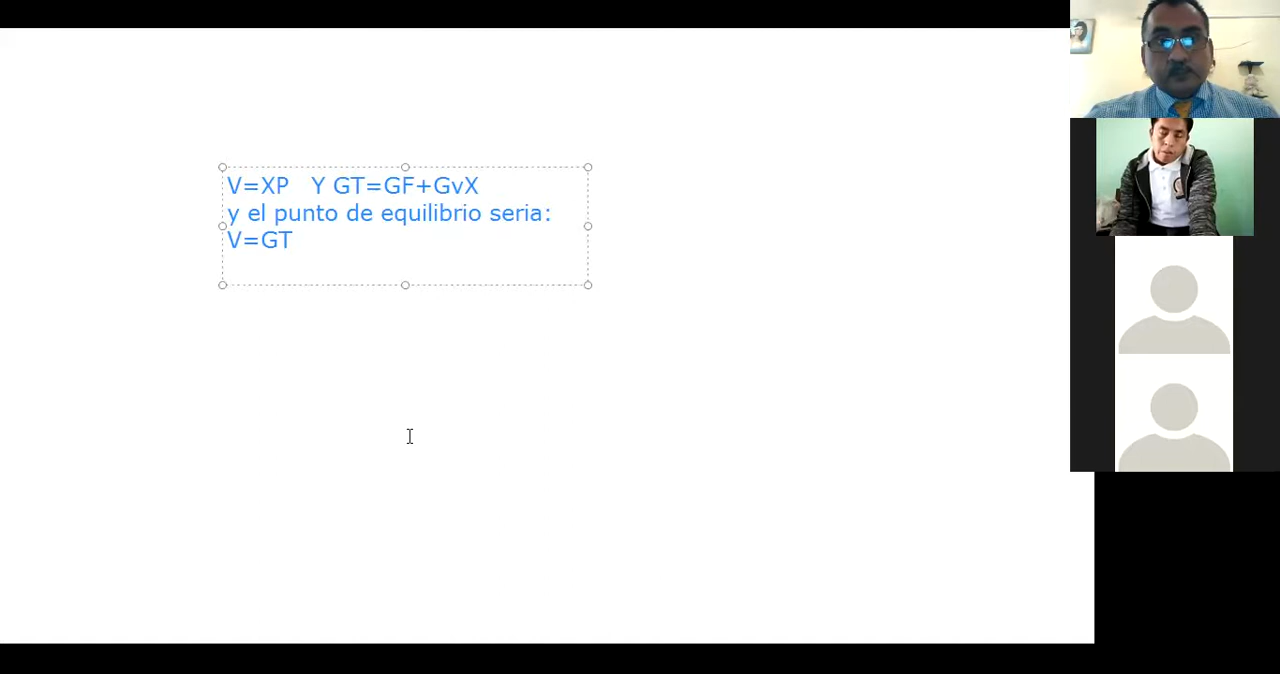 V=XP Y GT=GF+GvX
y el punto de equilibrio seria:
V=GT